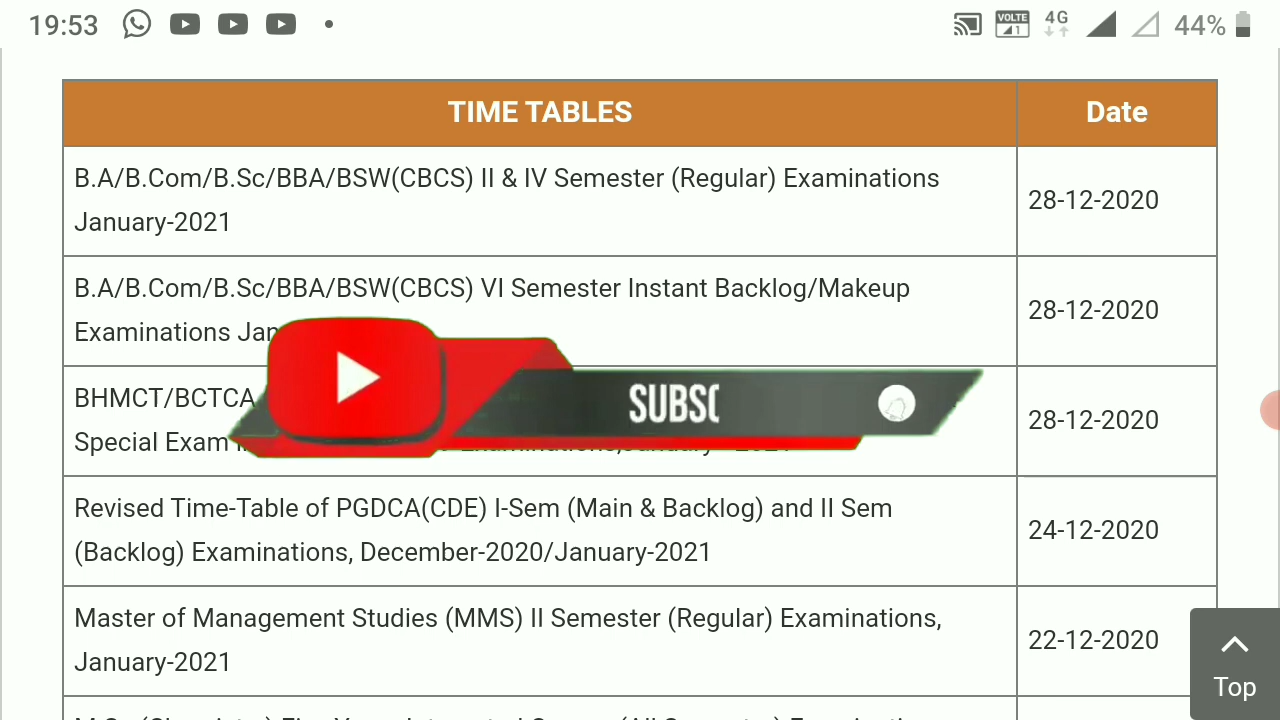 19:53
VOLTE
1
4G
44%
TIME TABLES
Date
B.A/B.Com/B.Sc/BBA/BSW(CBCS) II & IV Semester (Regular) Examinations
January-2021
28-12-2020
B.A/B.Com/B.Sc/BBA/BSW(CBCS) VI Semester Instant Backlog/Makeup
Examinations
28-12-2020
BHMCT/BCTCA
Special Exam
28-12-2020
SUBSC
Revised Time-Table of PGDCA(CDE) I-Sem (Main & Backlog) and II Sem
(Backlog) Examinations, December-2020/January-2021
24-12-2020
Master of Management Studies (MMS) II Semester (Regular) Examinations,
January-2021
22-12-2020
Top